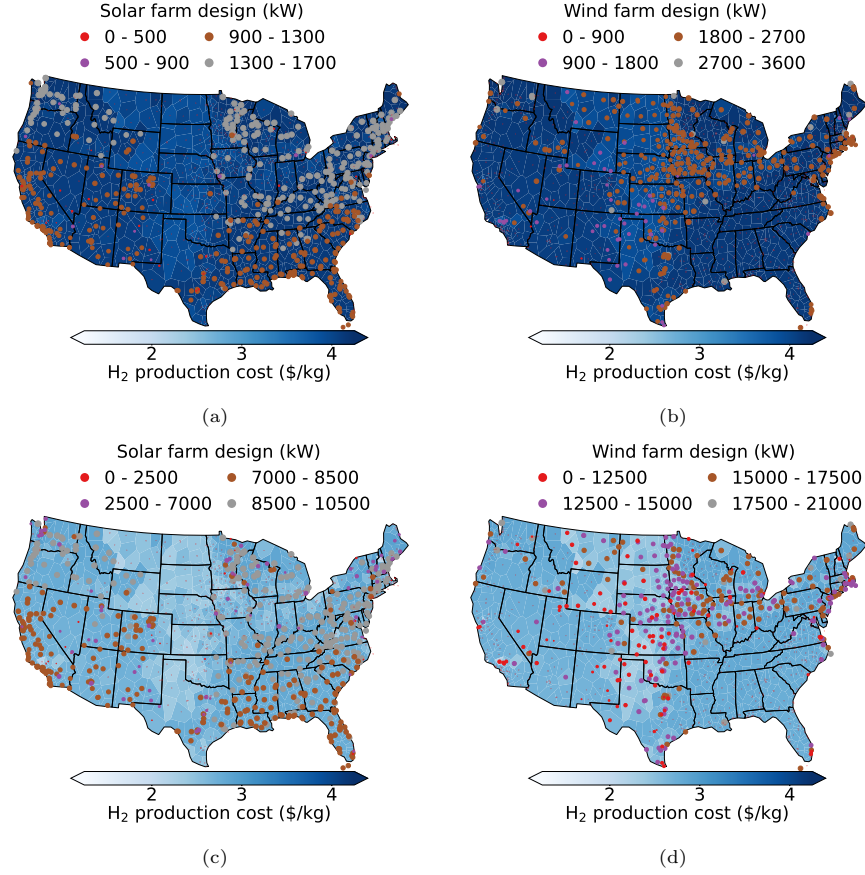 Solar farm design (kW)
0 - 500
900 - 1300
500 - 900
1300 - 1700
2
3
4
H₂ production cost ($/kg)
(a)
Wind farm design (kW)
0 - 900
1800 - 2700
900 - 1800
2700 - 3600
2
3
4
H₂ production cost ($/kg)
(b)
Solar farm design (kW)
0 - 2500
7000 - 8500
2500 - 7000
8500 - 10500
2
3
4
H₂ production cost ($/kg)
(c)
Wind farm design (kW)
0 - 12500
15000 - 17500
12500 - 15000
17500 - 21000
2
3
4
H₂ production cost ($/kg)
(d)